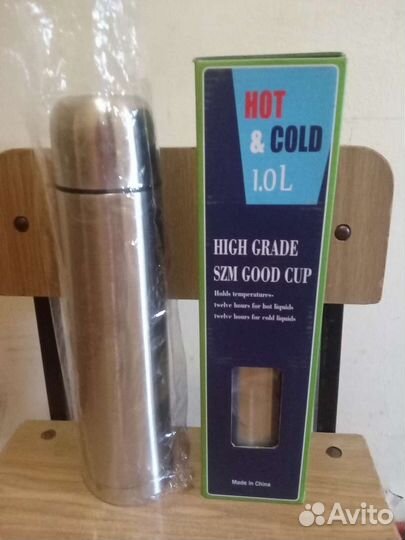 HOT
& COLD
1.0L
HIGH GRADE
SZM GOOD CUP
Holds temperatures-
twelve hours for hot liquids
twelve hours for cold liquids
Made in China
Avito